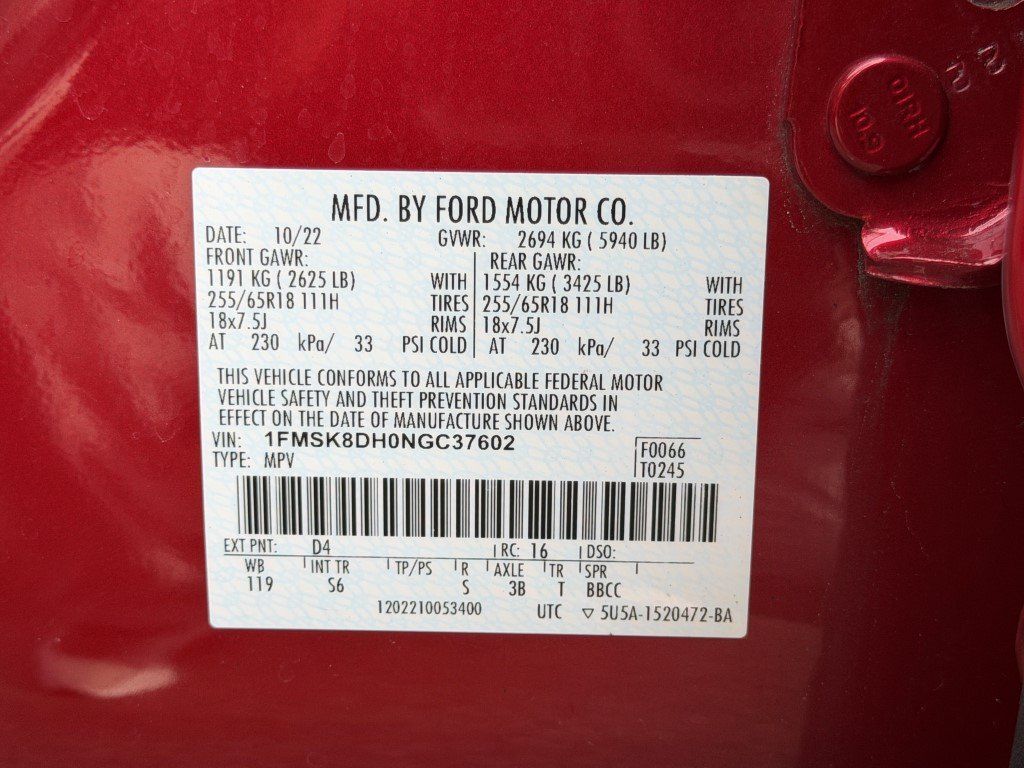 MFD. BY FORD MOTOR CO.
DATE: 10/22 GVWR: 2694 KG ( 5940 LB)
FRONT GAWR: REAR GAWR:
1191 KG ( 2625 LB) WITH 1554 KG ( 3425 LB) WITH
255/65R18 111H TIRES 255/65R18 111H TIRES
18x7.5J RIMS 18x7.5J RIMS
AT 230 kPa/ 33 PSI COLD AT 230 kPa/ 33 PSI COLD
THIS VEHICLE CONFORMS TO ALL APPLICABLE FEDERAL MOTOR
VEHICLE SAFETY AND THEFT PREVENTION STANDARDS IN
EFFECT ON THE DATE OF MANUFACTURE SHOWN ABOVE.
VIN: 1FMSK8DH0NGC37602 F0066
TYPE: MPV T0245
EXT PNT: D4 RC: 16 DSO:
WB INT TR TP/PS R AXLE TR SPR
119 S6 S 3B T BBCC
1202210053400 UTC ▽ 5U5A-1520472-BA
10.9